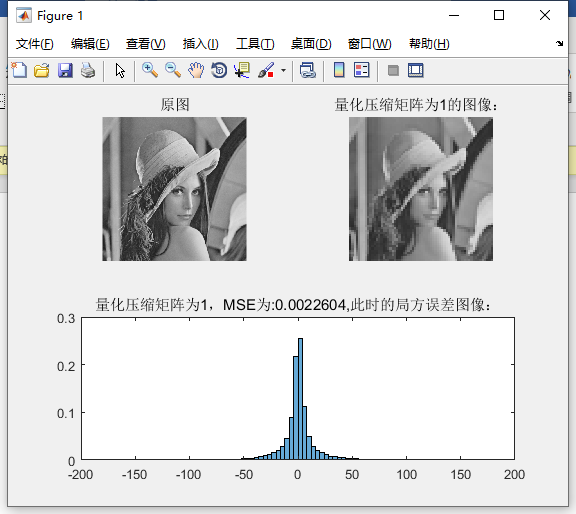 Figure 1
文件(F) 编辑(E) 查看(V) 插入(I) 工具(T) 桌面(D) 窗口(W) 帮助(H)
原图
量化压缩矩阵为1的图像:
量化压缩矩阵为1，MSE为:0.0022604,此时的局方误差图像:
0.3
0.2
0.1
0
-200 -150 -100 -50 0 50 100 150 200